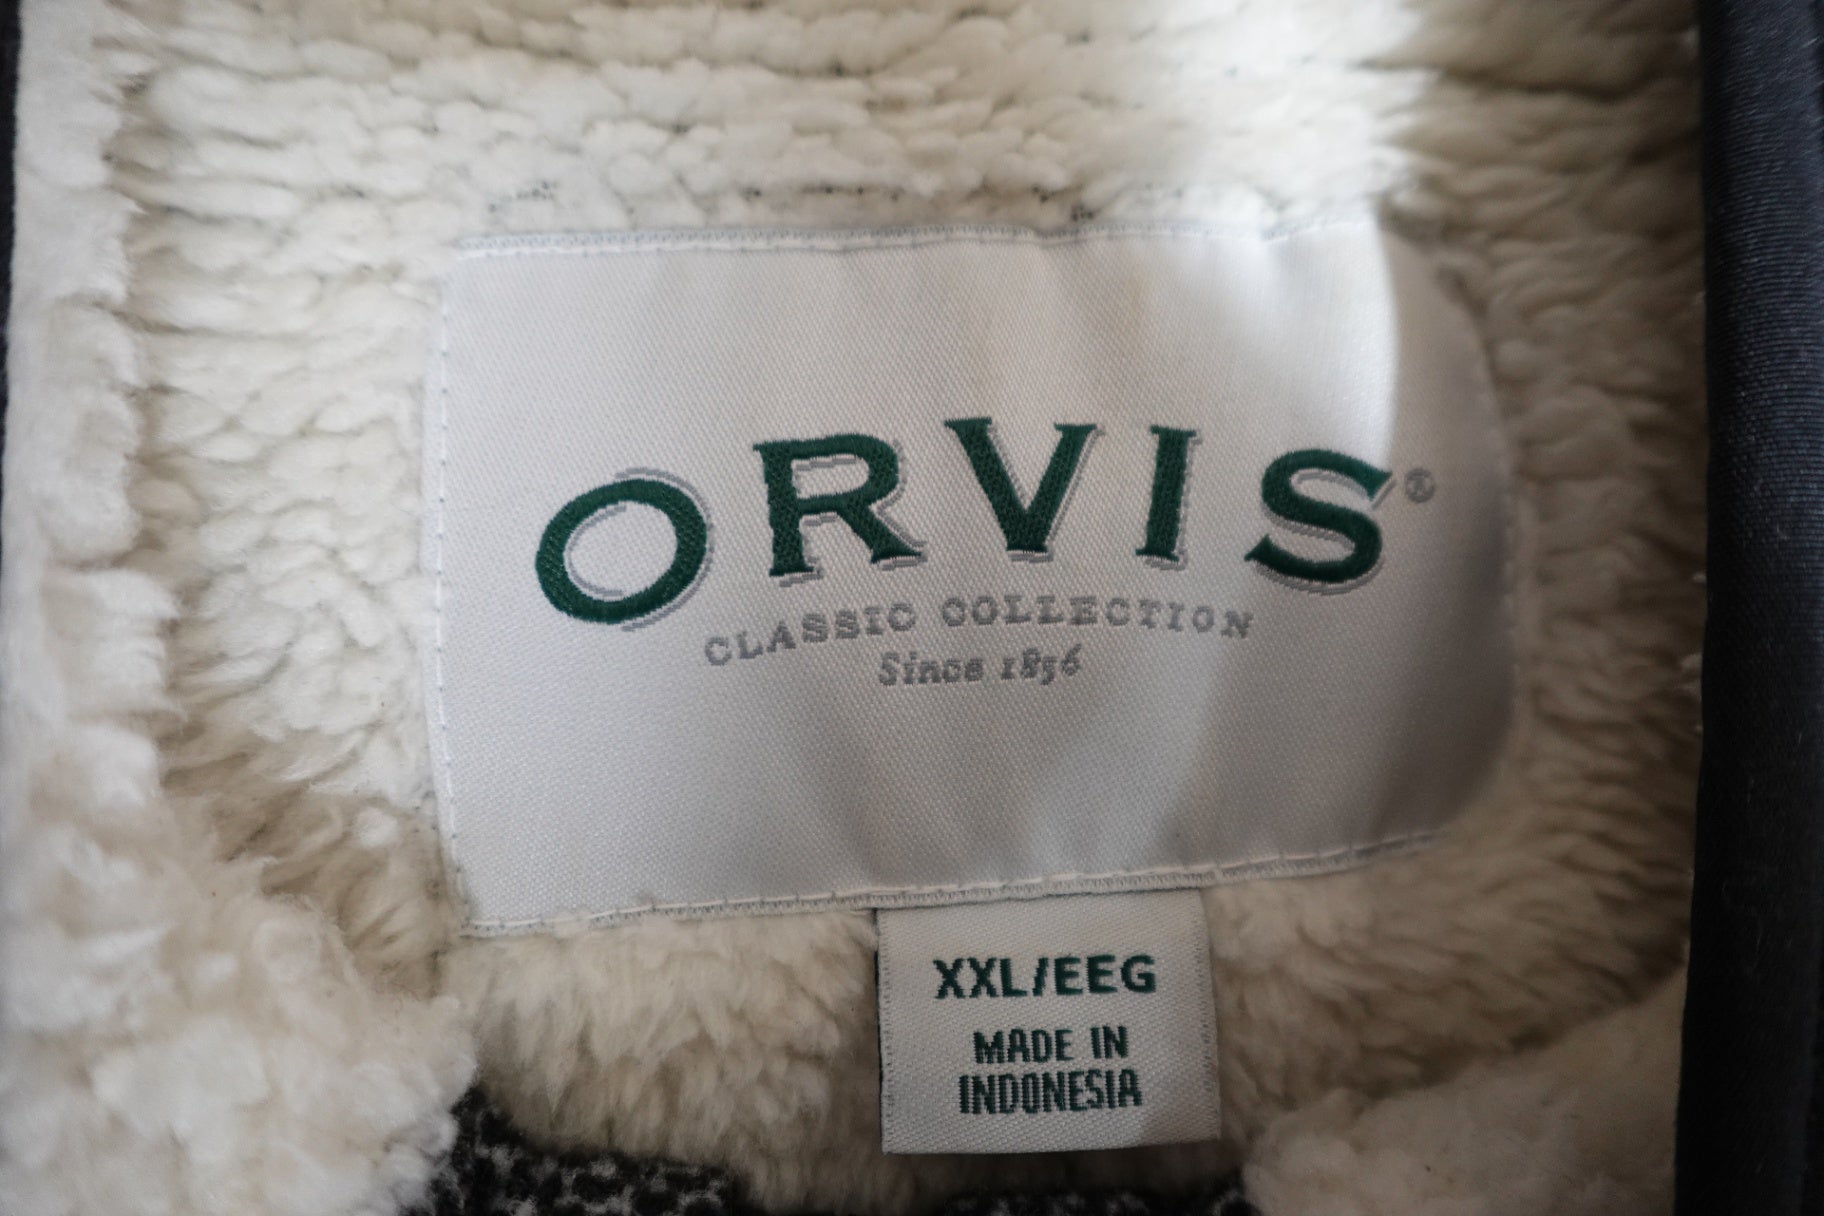 ORVIS®
CLASSIC COLLECTION
Since 1856
XXL/EEG
MADE IN
INDONESIA